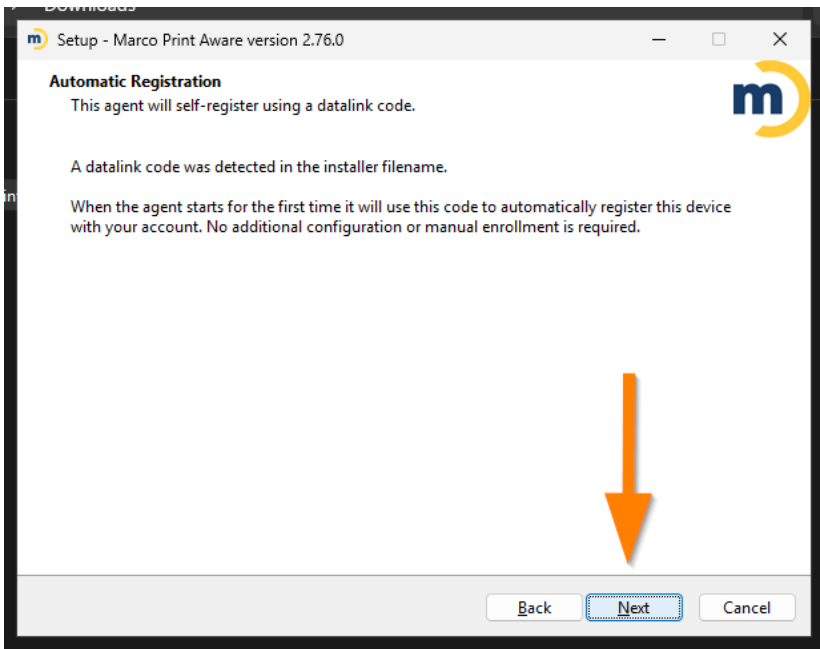 Downloads
m Setup - Marco Print Aware version 2.76.0
Automatic Registration
This agent will self-register using a datalink code.
m
A datalink code was detected in the installer filename.
When the agent starts for the first time it will use this code to automatically register this device
with your account. No additional configuration or manual enrollment is required.
Back Next Cancel